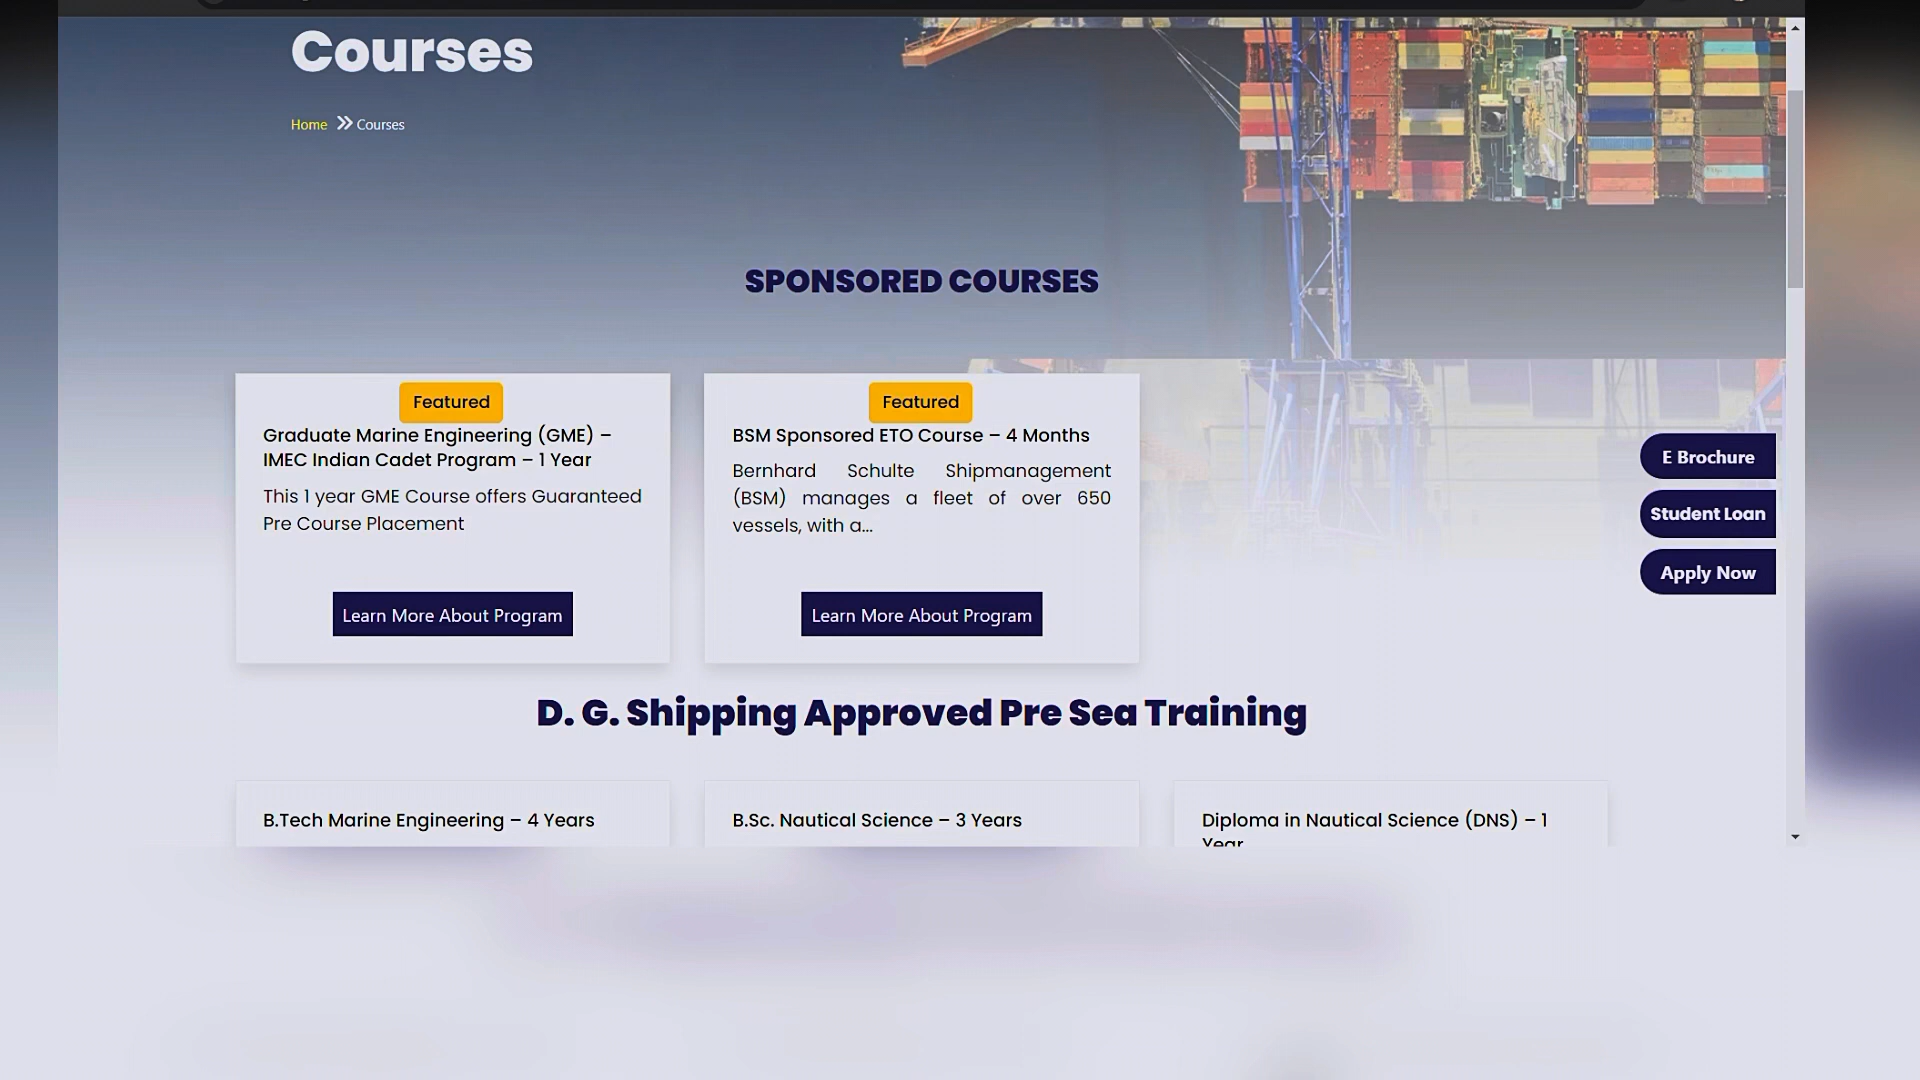 Courses
Home » Courses
SPONSORED COURSES
Featured
Graduate Marine Engineering (GME) –
IMEC Indian Cadet Program – 1 Year
This 1 year GME Course offers Guaranteed
Pre Course Placement
Learn More About Program
Featured
BSM Sponsored ETO Course – 4 Months
Bernhard Schulte Shipmanagement
(BSM) manages a fleet of over 650
vessels, with a...
Learn More About Program
E Brochure
Student Loan
Apply Now
D. G. Shipping Approved Pre Sea Training
B.Tech Marine Engineering – 4 Years
B.Sc. Nautical Science – 3 Years
Diploma in Nautical Science (DNS) – 1
Year